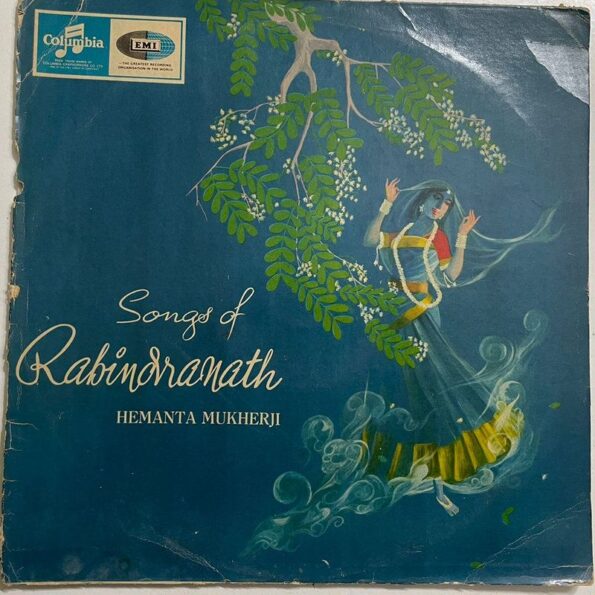 Columbia
EMI
THE GREATEST RECORDING
ORGANISATION IN THE WORLD
Songs of
Rabindranath
HEMANTA MUKHERJI